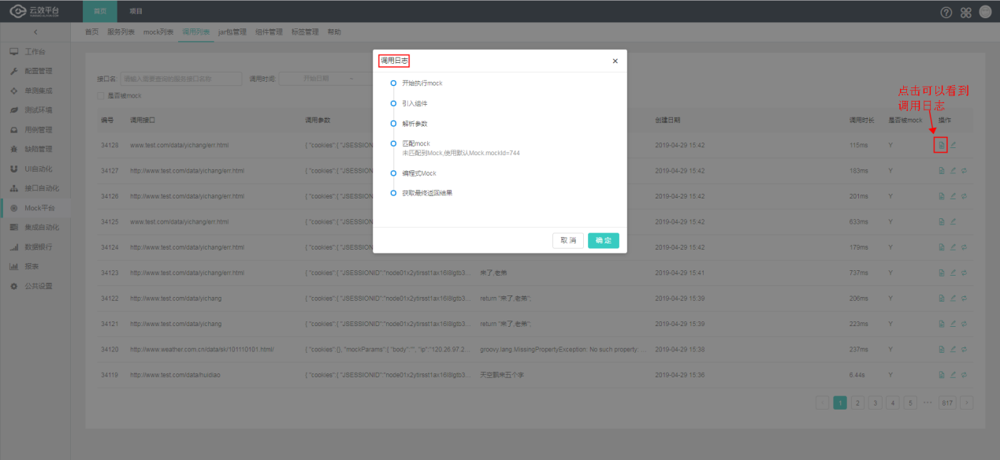 云效平台
首页 项目
首页 服务列表 mock列表 调用列表 jar包管理 组件管理 标签管理 帮助
工作台
配置管理
单测集成
测试环境
用例管理
缺陷管理
UI自动化
接口自动化
Mock平台
集成自动化
数据银行
报表
公共设置
接口名: 请输入需要查询的服务接口名称 调用时间: 开始日期 ~
是否被mock
编号 调用接口 调用参数 创建日期 调用时长 是否被mock 操作
34128 www.test.com/data/yichang/err.html { "cookies":{ "JSESSION 2019-04-29 15:42 115ms Y
34127 http://www.test.com/data/yichang/err.html { "cookies":{ "JSESSION 2019-04-29 15:42 183ms Y
34126 http://www.test.com/data/yichang/err.html { "cookies":{ "JSESSION 2019-04-29 15:42 201ms Y
34125 www.test.com/data/yichang/err.html { "cookies":{ "JSESSION 2019-04-29 15:42 633ms Y
34124 http://www.test.com/data/yichang/err.html { "cookies":{ "JSESSION 2019-04-29 15:42 179ms Y
34123 http://www.test.com/data/yichang/err.html { "cookies":{ "JSESSIONID":"node01x2ytirsst1ax16l8lgtb3... 来了,老弟 2019-04-29 15:41 737ms Y
34122 http://www.test.com/data/yichang { "cookies":{ "JSESSIONID":"node01x2ytirsst1ax16l8lgtb3... return "来了,老弟"; 2019-04-29 15:39 206ms Y
34121 http://www.test.com/data/yichang { "cookies":{ "JSESSIONID":"node01x2ytirsst1ax16l8lgtb3... return "来了,老弟"; 2019-04-29 15:39 223ms Y
34120 http://www.weather.com.cn/data/sk/101110101.html/ { "cookies":{}, "mockParams":{ "body":"", "ip":"120.26.97.2... groovy.lang.MissingPropertyException: No such property: ... 2019-04-29 15:38 237ms Y
34119 http://www.test.com/data/huidiao { "cookies":{ "JSESSIONID":"node01x2ytirsst1ax16l8lgtb3... 天空飘来五个字 2019-04-29 15:36 6.44s Y
1 2 3 4 5 ••• 817
调用日志
开始执行mock
引入组件
解析参数
匹配mock
未匹配到Mock,使用默认Mock.mockId=744
编程式Mock
获取最终返回结果
取 消 确 定
点击可以看到
调用日志